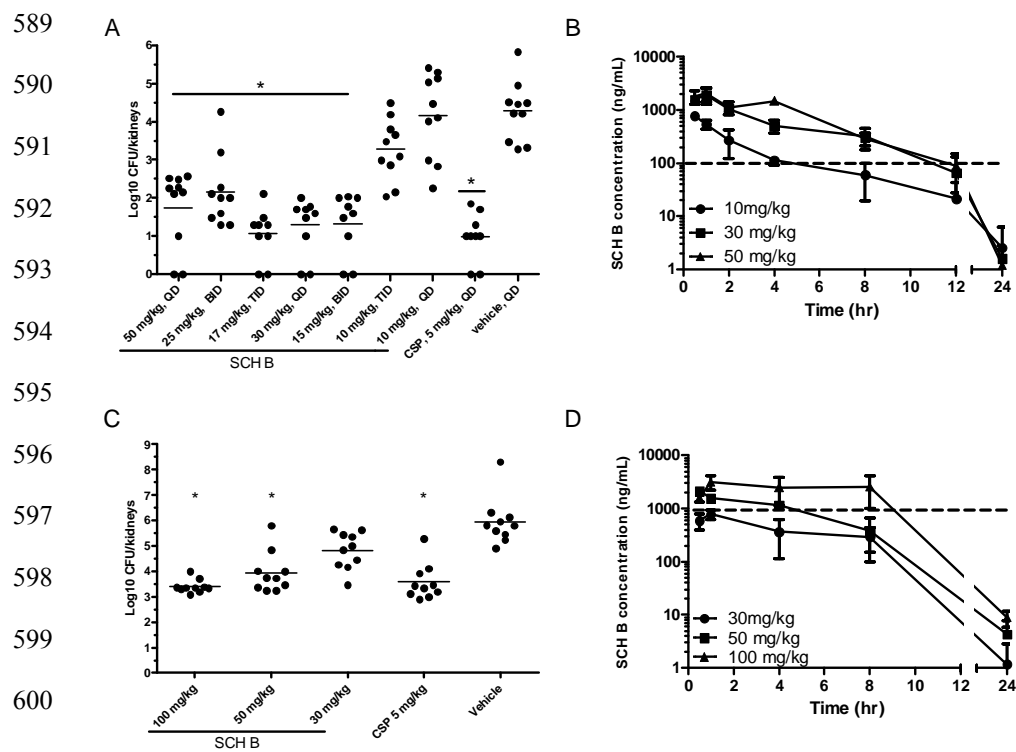 589
590
591
592
593
594
595
596
597
598
599
600
A
Log10 CFU/kidneys
6
5
4
3
2
1
0
*
*
50 mg/kg, QD
25 mg/kg, BID
17 mg/kg, TID
30 mg/kg, QD
15 mg/kg, BID
10 mg/kg, TID
10 mg/kg, QD
CSP, 5 mg/kg, QD
vehicle, QD
SCH B
B
SCH B concentration (ng/mL)
10000
1000
100
10
1
10mg/kg
30 mg/kg
50 mg/kg
0 2 4 6 8 10 12 24
Time (hr)
C
Log10 CFU/kidneys
9
8
7
6
5
4
3
2
1
0
* * *
100 mg/kg
50 mg/kg
30 mg/kg
CSP 5 mg/kg
Vehicle
SCH B
D
SCH B concentration (ng/mL)
10000
1000
100
10
1
30mg/kg
50 mg/kg
100 mg/kg
0 2 4 6 8 10 12 24
Time (hr)